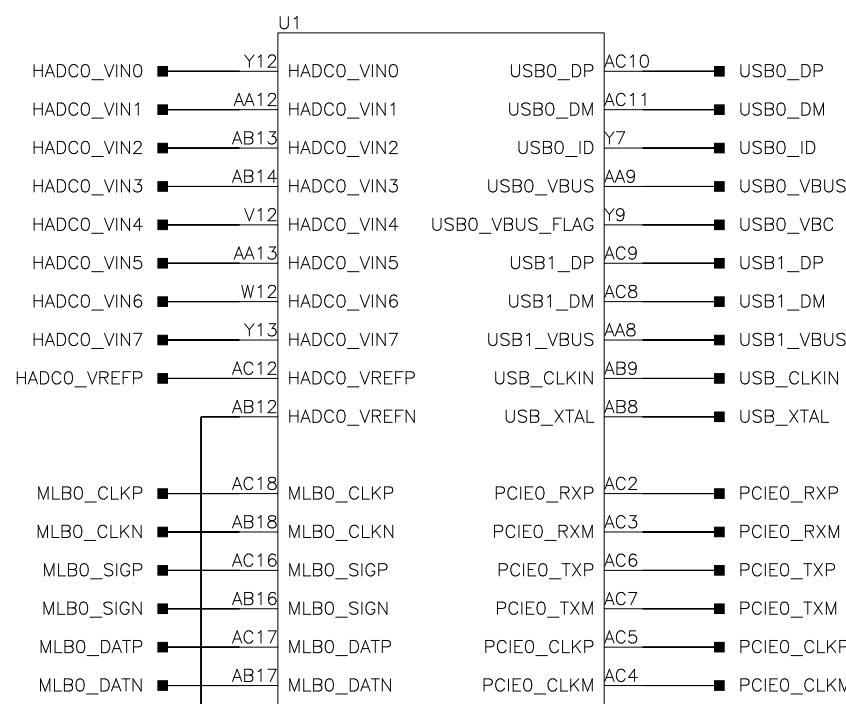 U1
HADC0_VIN0 Y12 HADC0_VIN0 USB0_DP AC10 USB0_DP
HADC0_VIN1 AA12 HADC0_VIN1 USB0_DM AC11 USB0_DM
HADC0_VIN2 AB13 HADC0_VIN2 USB0_ID Y7 USB0_ID
HADC0_VIN3 AB14 HADC0_VIN3 USB0_VBUS AA9 USB0_VBUS
HADC0_VIN4 V12 HADC0_VIN4 USB0_VBUS_FLAG Y9 USB0_VBC
HADC0_VIN5 AA13 HADC0_VIN5 USB1_DP AC9 USB1_DP
HADC0_VIN6 W12 HADC0_VIN6 USB1_DM AC8 USB1_DM
HADC0_VIN7 Y13 HADC0_VIN7 USB1_VBUS AA8 USB1_VBUS
HADC0_VREFP AC12 HADC0_VREFP USB_CLKIN AB9 USB_CLKIN
AB12 HADC0_VREFN USB_XTAL AB8 USB_XTAL
MLB0_CLKP AC18 MLB0_CLKP PCIE0_RXP AC2 PCIE0_RXP
MLB0_CLKN AB18 MLB0_CLKN PCIE0_RXM AC3 PCIE0_RXM
MLB0_SIGP AC16 MLB0_SIGP PCIE0_TXP AC6 PCIE0_TXP
MLB0_SIGN AB16 MLB0_SIGN PCIE0_TXM AC7 PCIE0_TXM
MLB0_DATP AC17 MLB0_DATP PCIE0_CLKP AC5 PCIE0_CLKP
MLB0_DATN AB17 MLB0_DATN PCIE0_CLKM AC4 PCIE0_CLKM